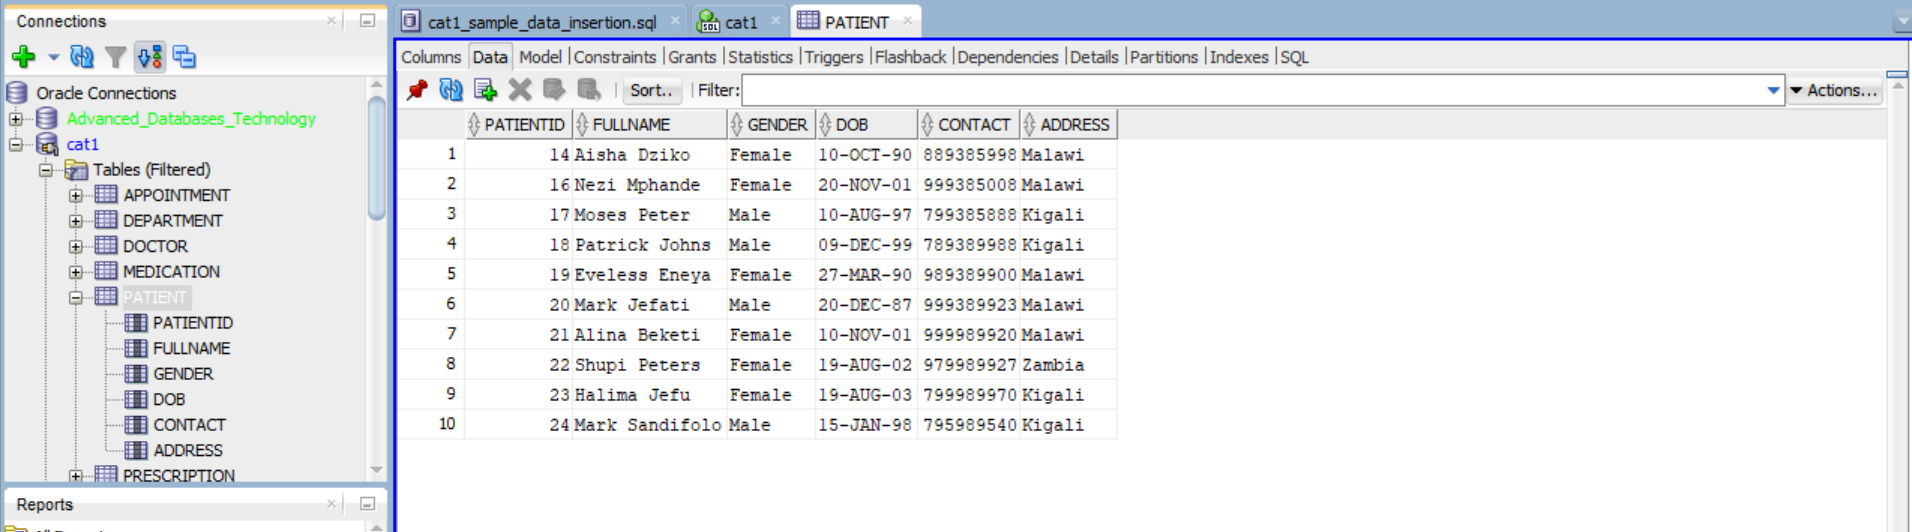 Connections
Oracle Connections
Advanced_Databases_Technology
cat1
Tables (Filtered)
APPOINTMENT
DEPARTMENT
DOCTOR
MEDICATION
PATIENT
PATIENTID
FULLNAME
GENDER
DOB
CONTACT
ADDRESS
PRESCRIPTION
Reports
cat1_sample_data_insertion.sql cat1 PATIENT
Columns Data Model Constraints Grants Statistics Triggers Flashback Dependencies Details Partitions Indexes SQL
Sort.. Filter: Actions...
PATIENTID FULLNAME GENDER DOB CONTACT ADDRESS
1 14 Aisha Dziko Female 10-OCT-90 889385998 Malawi
2 16 Nezi Mphande Female 20-NOV-01 999385008 Malawi
3 17 Moses Peter Male 10-AUG-97 799385888 Kigali
4 18 Patrick Johns Male 09-DEC-99 789389988 Kigali
5 19 Eveless Eneya Female 27-MAR-90 989389900 Malawi
6 20 Mark Jefati Male 20-DEC-87 999389923 Malawi
7 21 Alina Beketi Female 10-NOV-01 999989920 Malawi
8 22 Shupi Peters Female 19-AUG-02 979989927 Zambia
9 23 Halima Jefu Female 19-AUG-03 799989970 Kigali
10 24 Mark Sandifolo Male 15-JAN-98 795989540 Kigali